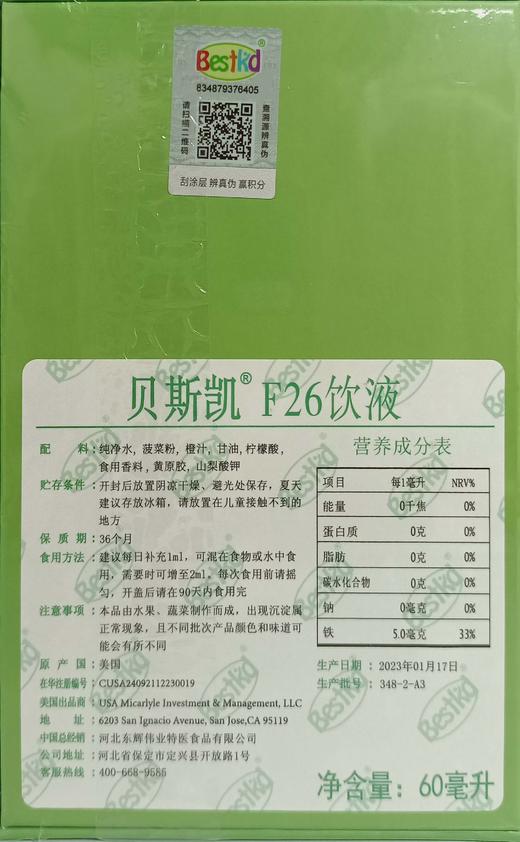 Bestkd®
834879376405
请扫描二维码
查溯源辨真伪
刮涂层 辨真伪 赢积分
贝斯凯® F26饮液
配 料：纯净水，菠菜粉，橙汁，甘油，柠檬酸，
食用香料，黄原胶，山梨酸钾
贮存条件：开封后放置阴凉干燥、避光处保存，夏天
建议存放冰箱，请放置在儿童接触不到的
地方
保 质 期：36个月
食用方法：建议每日补充1ml，可混在食物或水中食
用，需要时可增至2ml。每次食用前请摇
匀，开盖后请在90天内食用完
注意事项：本品由水果、蔬菜制作而成，出现沉淀属
正常现象，且不同批次产品颜色和味道可
能会有所不同
原 产 国：美国
在华注册编号：CUSA24092112230019
美国出品商：USA Micarlyle Investment & Management, LLC
地 址：6203 San Ignacio Avenue, San Jose,CA 95119
中国总经销：河北东辉伟业特医食品有限公司
公司地址：河北省保定市定兴县开放路1号
客服热线：400-668-9585
营养成分表
项目 每1毫升 NRV%
能量 0千焦 0%
蛋白质 0克 0%
脂肪 0克 0%
碳水化合物 0克 0%
钠 0毫克 0%
铁 5.0毫克 33%
生产日期：2023年01月17日
生产批号：348-2-A3
净含量：60毫升